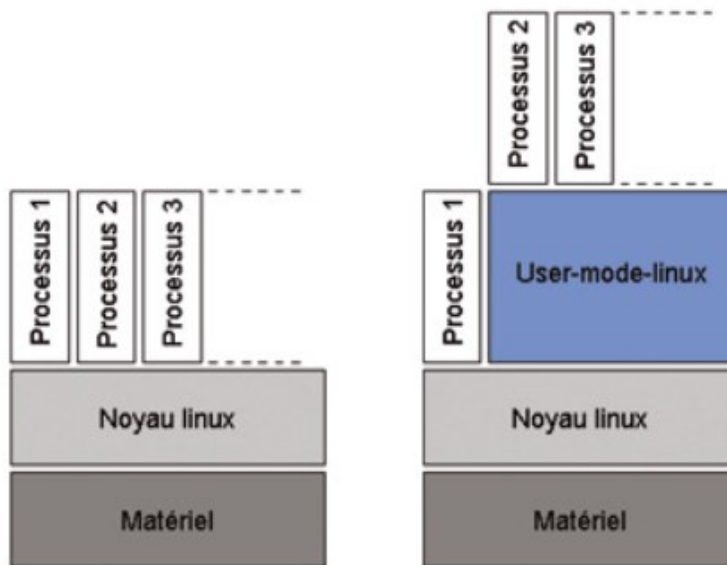 Processus 1
Processus 2
Processus 3
Noyau linux
Matériel
Processus 2
Processus 3
Processus 1
User-mode-linux
Noyau linux
Matériel